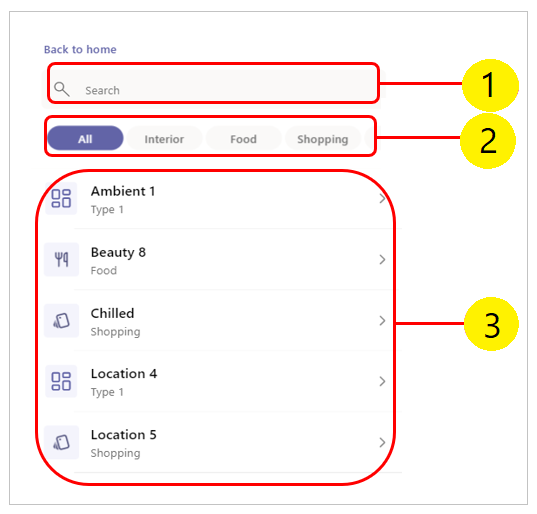 Back to home
Search
1
All Interior Food Shopping
2
Ambient 1
Type 1
Beauty 8
Food
Chilled
Shopping
3
Location 4
Type 1
Location 5
Shopping